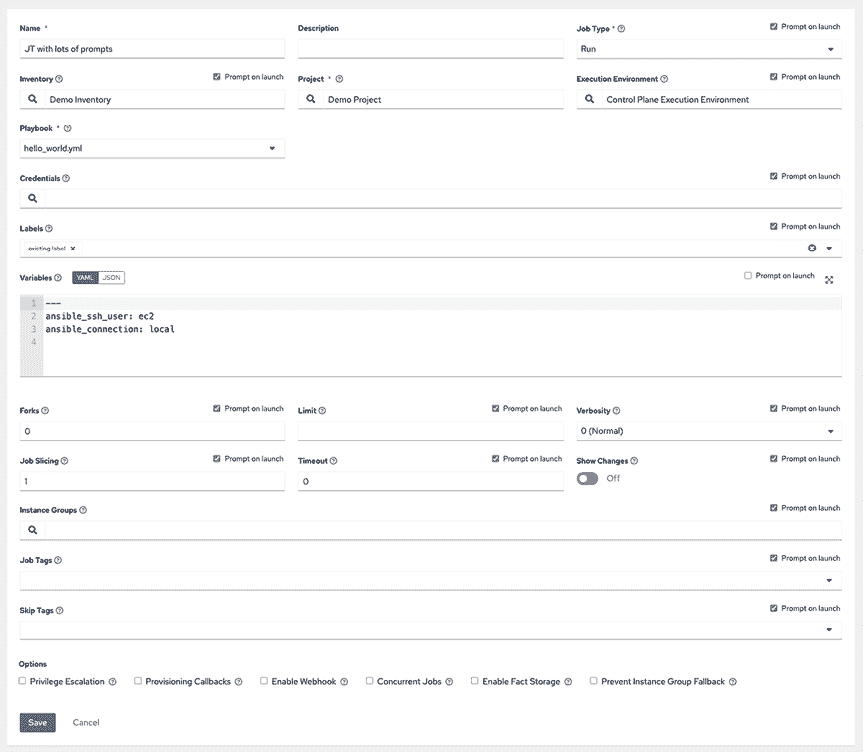 Name * Description Job Type * Prompt on launch
JT with lots of prompts Run
Inventory Prompt on launch Project * Execution Environment Prompt on launch
Demo Inventory Demo Project Control Plane Execution Environment
Playbook *
hello_world.yml
Credentials Prompt on launch
Labels Prompt on launch
existing label
Variables YAML JSON Prompt on launch
1 ---
2 ansible_ssh_user: ec2
3 ansible_connection: local
4
Forks Prompt on launch Limit Prompt on launch Verbosity Prompt on launch
0 0 (Normal)
Job Slicing Prompt on launch Timeout Prompt on launch Show Changes Prompt on launch
1 0 Off
Instance Groups Prompt on launch
Job Tags Prompt on launch
Skip Tags Prompt on launch
Options
Privilege Escalation Provisioning Callbacks Enable Webhook Concurrent Jobs Enable Fact Storage Prevent Instance Group Fallback
Save Cancel